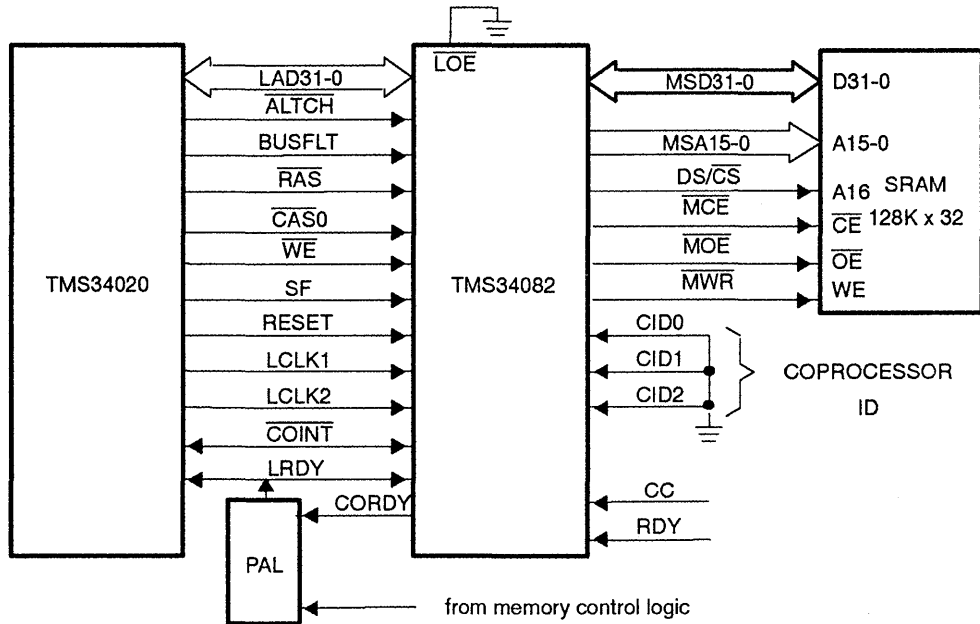 TMS34020
LAD31-0
ALTCH
BUSFLT
RAS
CAS0
WE
SF
RESET
LCLK1
LCLK2
COINT
LRDY
CORDY
PAL
from memory control logic
LOE
TMS34082
MSD31-0
MSA15-0
DS/CS
MCE
MOE
MWR
CID0
CID1
CID2
COPROCESSOR
ID
CC
RDY
D31-0
A15-0
SRAM
A16
128K x 32
CE
OE
WE